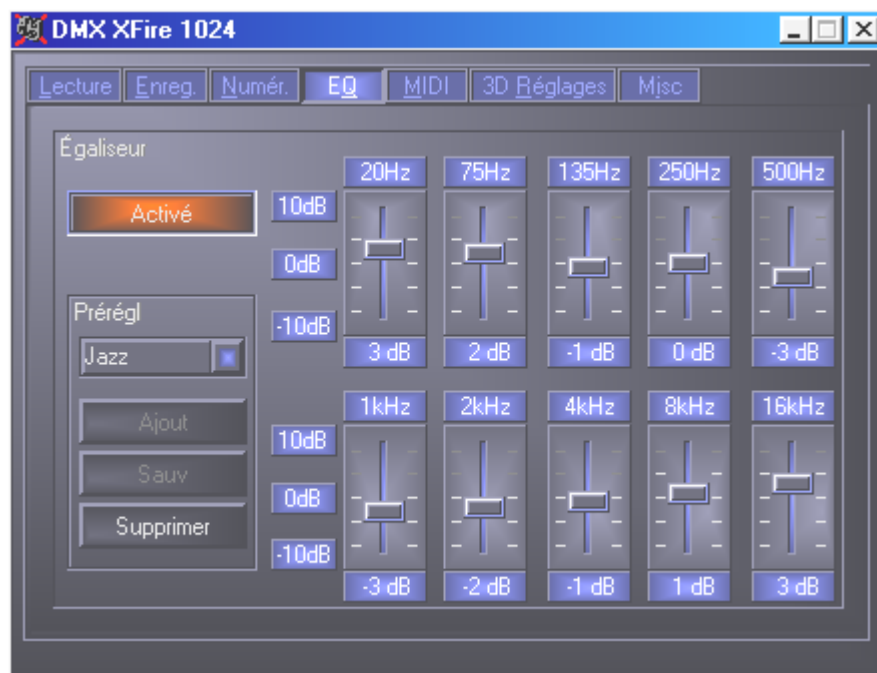 DMX XFire 1024
Lecture Enreg. Numér. EQ MIDI 3D Réglages Misc
Égaliseur
20Hz 75Hz 135Hz 250Hz 500Hz
Activé
10dB
0dB
-10dB
3 dB 2 dB -1 dB 0 dB -3 dB
Prérégl
Jazz
1kHz 2kHz 4kHz 8kHz 16kHz
Ajout
10dB
Sauv
0dB
Supprimer
-10dB
-3 dB -2 dB -1 dB 1 dB 3 dB